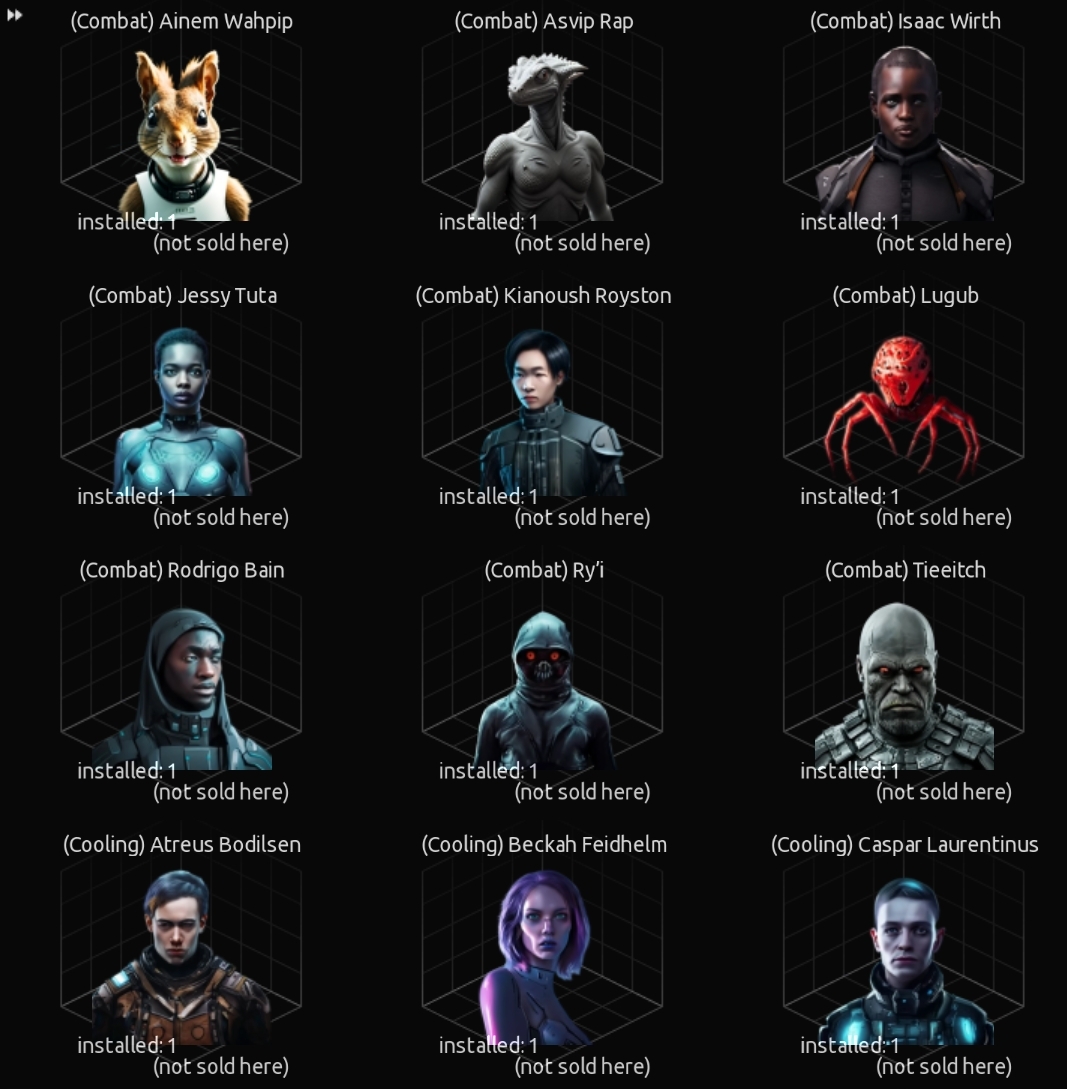 (Combat) Ainem Wahpip
(Combat) Asvip Rap
(Combat) Isaac Wirth
installed: 1
(not sold here)
installed: 1
(not sold here)
installed: 1
(not sold here)
(Combat) Jessy Tuta
(Combat) Kianoush Royston
(Combat) Lugub
installed: 1
(not sold here)
installed: 1
(not sold here)
installed: 1
(not sold here)
(Combat) Rodrigo Bain
(Combat) Ry’i
(Combat) Tieeitch
installed: 1
(not sold here)
installed: 1
(not sold here)
installed: 1
(not sold here)
(Cooling) Atreus Bodilsen
(Cooling) Beckah Feidhelm
(Cooling) Caspar Laurentinus
installed: 1
(not sold here)
installed: 1
(not sold here)
installed: 1
(not sold here)